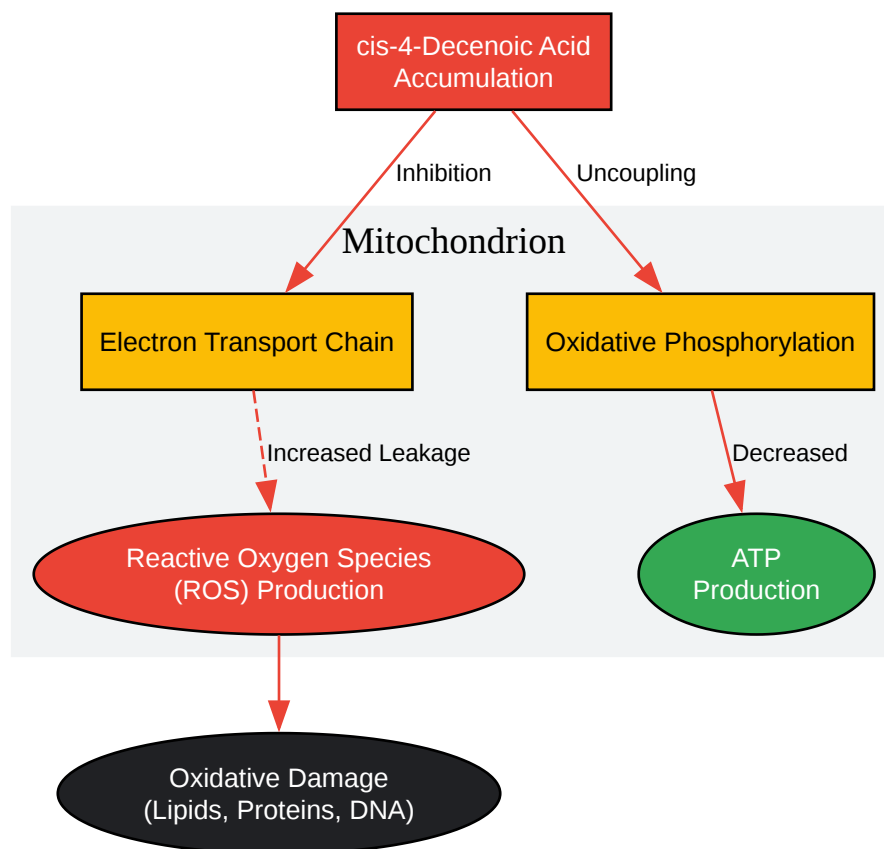 cis-4-Decenoic Acid
Accumulation
Inhibition
Uncoupling
Mitochondrion
Electron Transport Chain
Oxidative Phosphorylation
Increased Leakage
Decreased
Reactive Oxygen Species
(ROS) Production
ATP
Production
Oxidative Damage
(Lipids, Proteins, DNA)